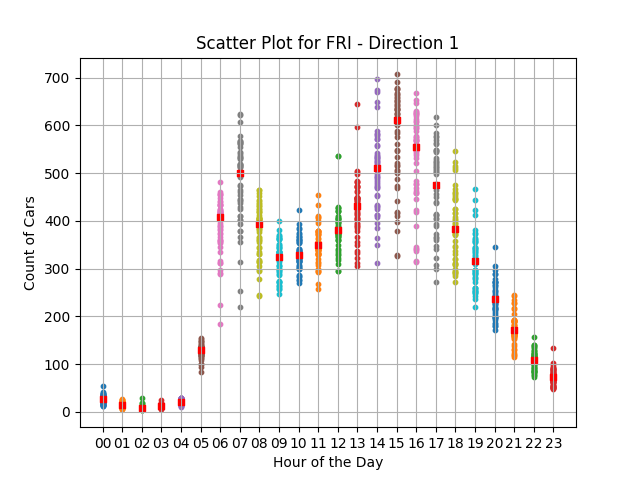 Scatter Plot for FRI - Direction 1
700
600
500
400
300
200
100
0
Count of Cars
00 01 02 03 04 05 06 07 08 09 10 11 12 13 14 15 16 17 18 19 20 21 22 23
Hour of the Day